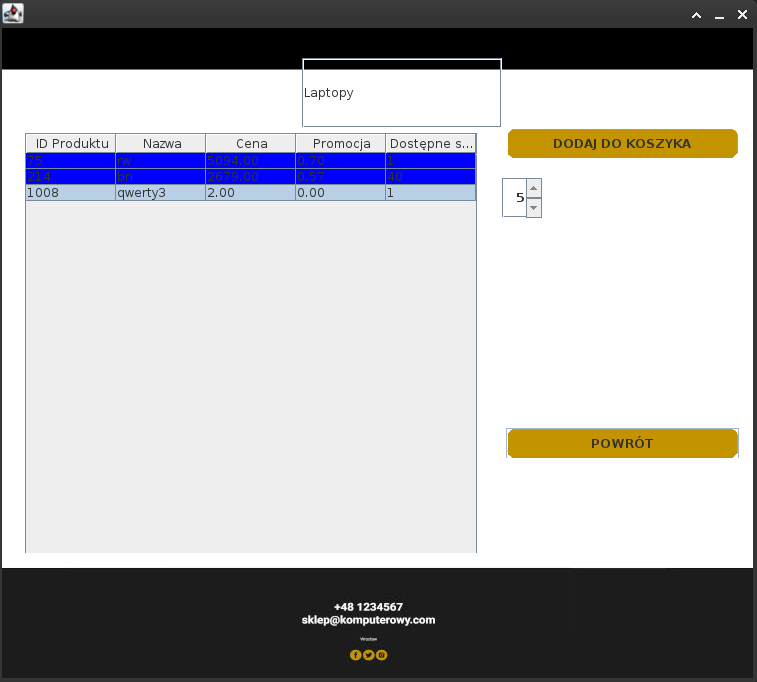 Laptopy
ID Produktu Nazwa Cena Promocja Dostępne s...
DODAJ DO KOSZYKA
75 rw 5094.00 0.70 1
214 bn 2679.00 0.57 40
1008 qwerty3 2.00 0.00 1
5
POWRÓT
+48 1234567
sklep@komputerowy.com
Wrocław